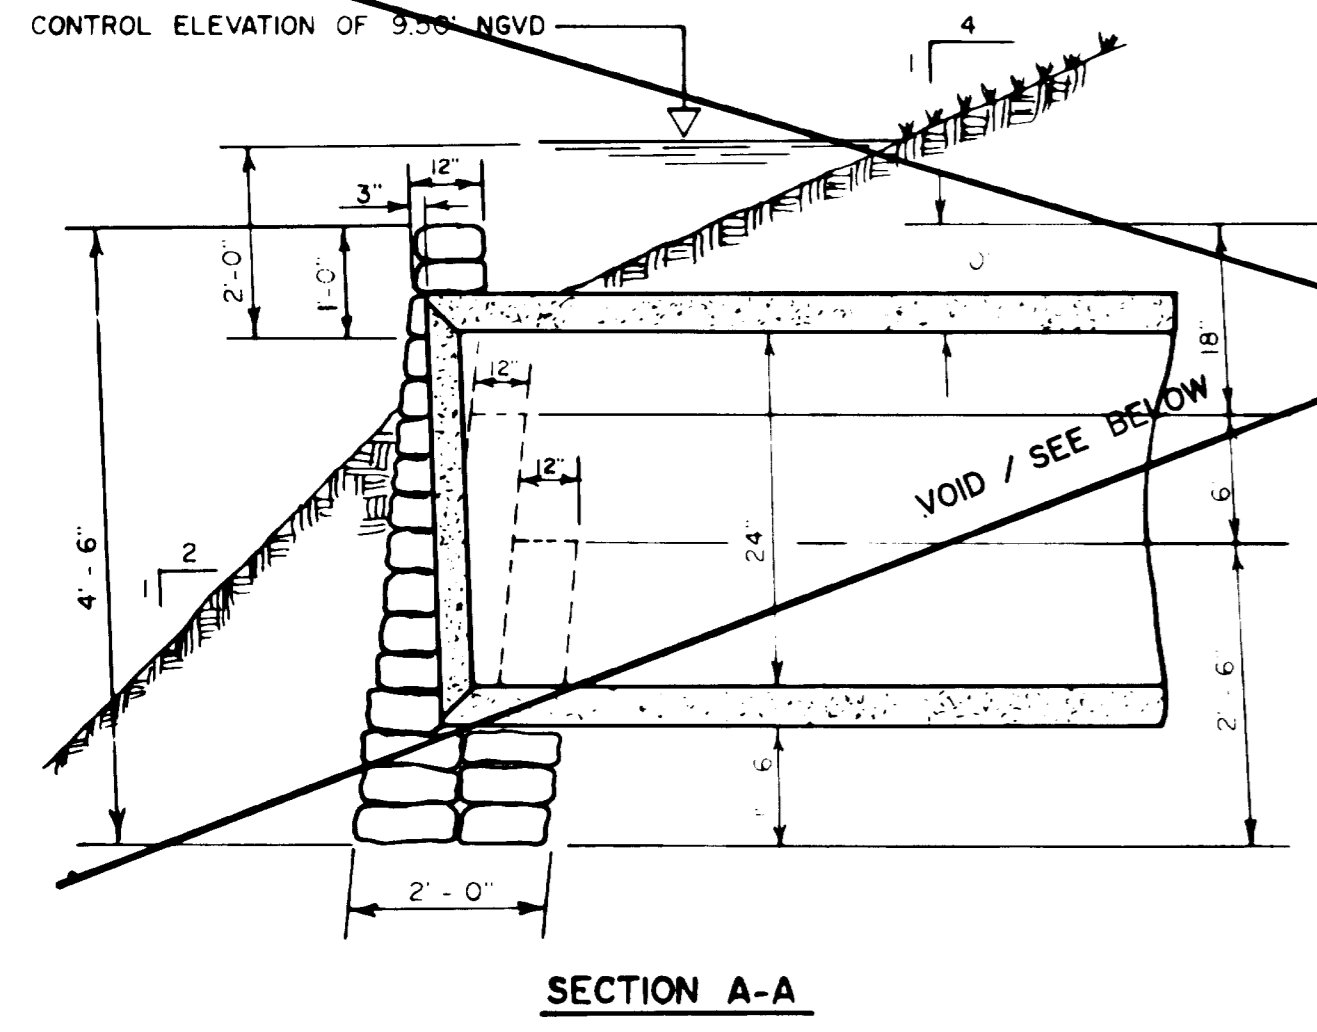 CONTROL ELEVATION OF 9.50' NGVD
4
1
12"
3"
2'-0"
1'-0"
18"
12"
VOID / SEE BELOW
12"
6"
24"
4' - 6"
2
1
2' - 6"
6"
2' - 0"
SECTION A-A